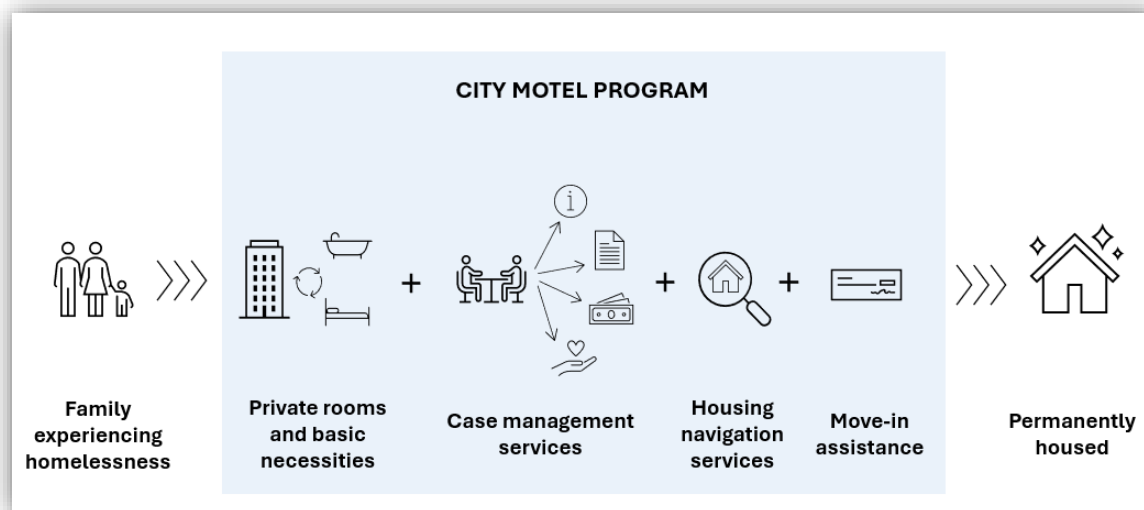 CITY MOTEL PROGRAM
i
Family
experiencing
homelessness
Private rooms
and basic
necessities
+
Case management
services
+
Housing
navigation
services
+
Move-in
assistance
Permanently
housed